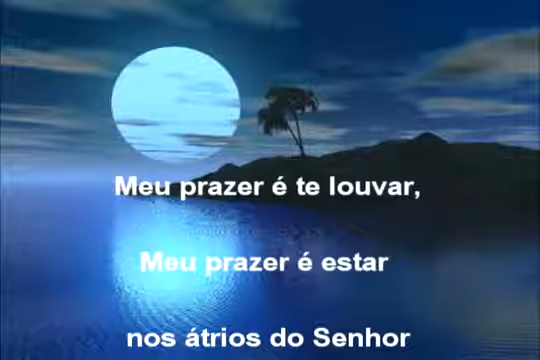 Meu prazer é te louvar,
Meu prazer é estar
nos átrios do Senhor